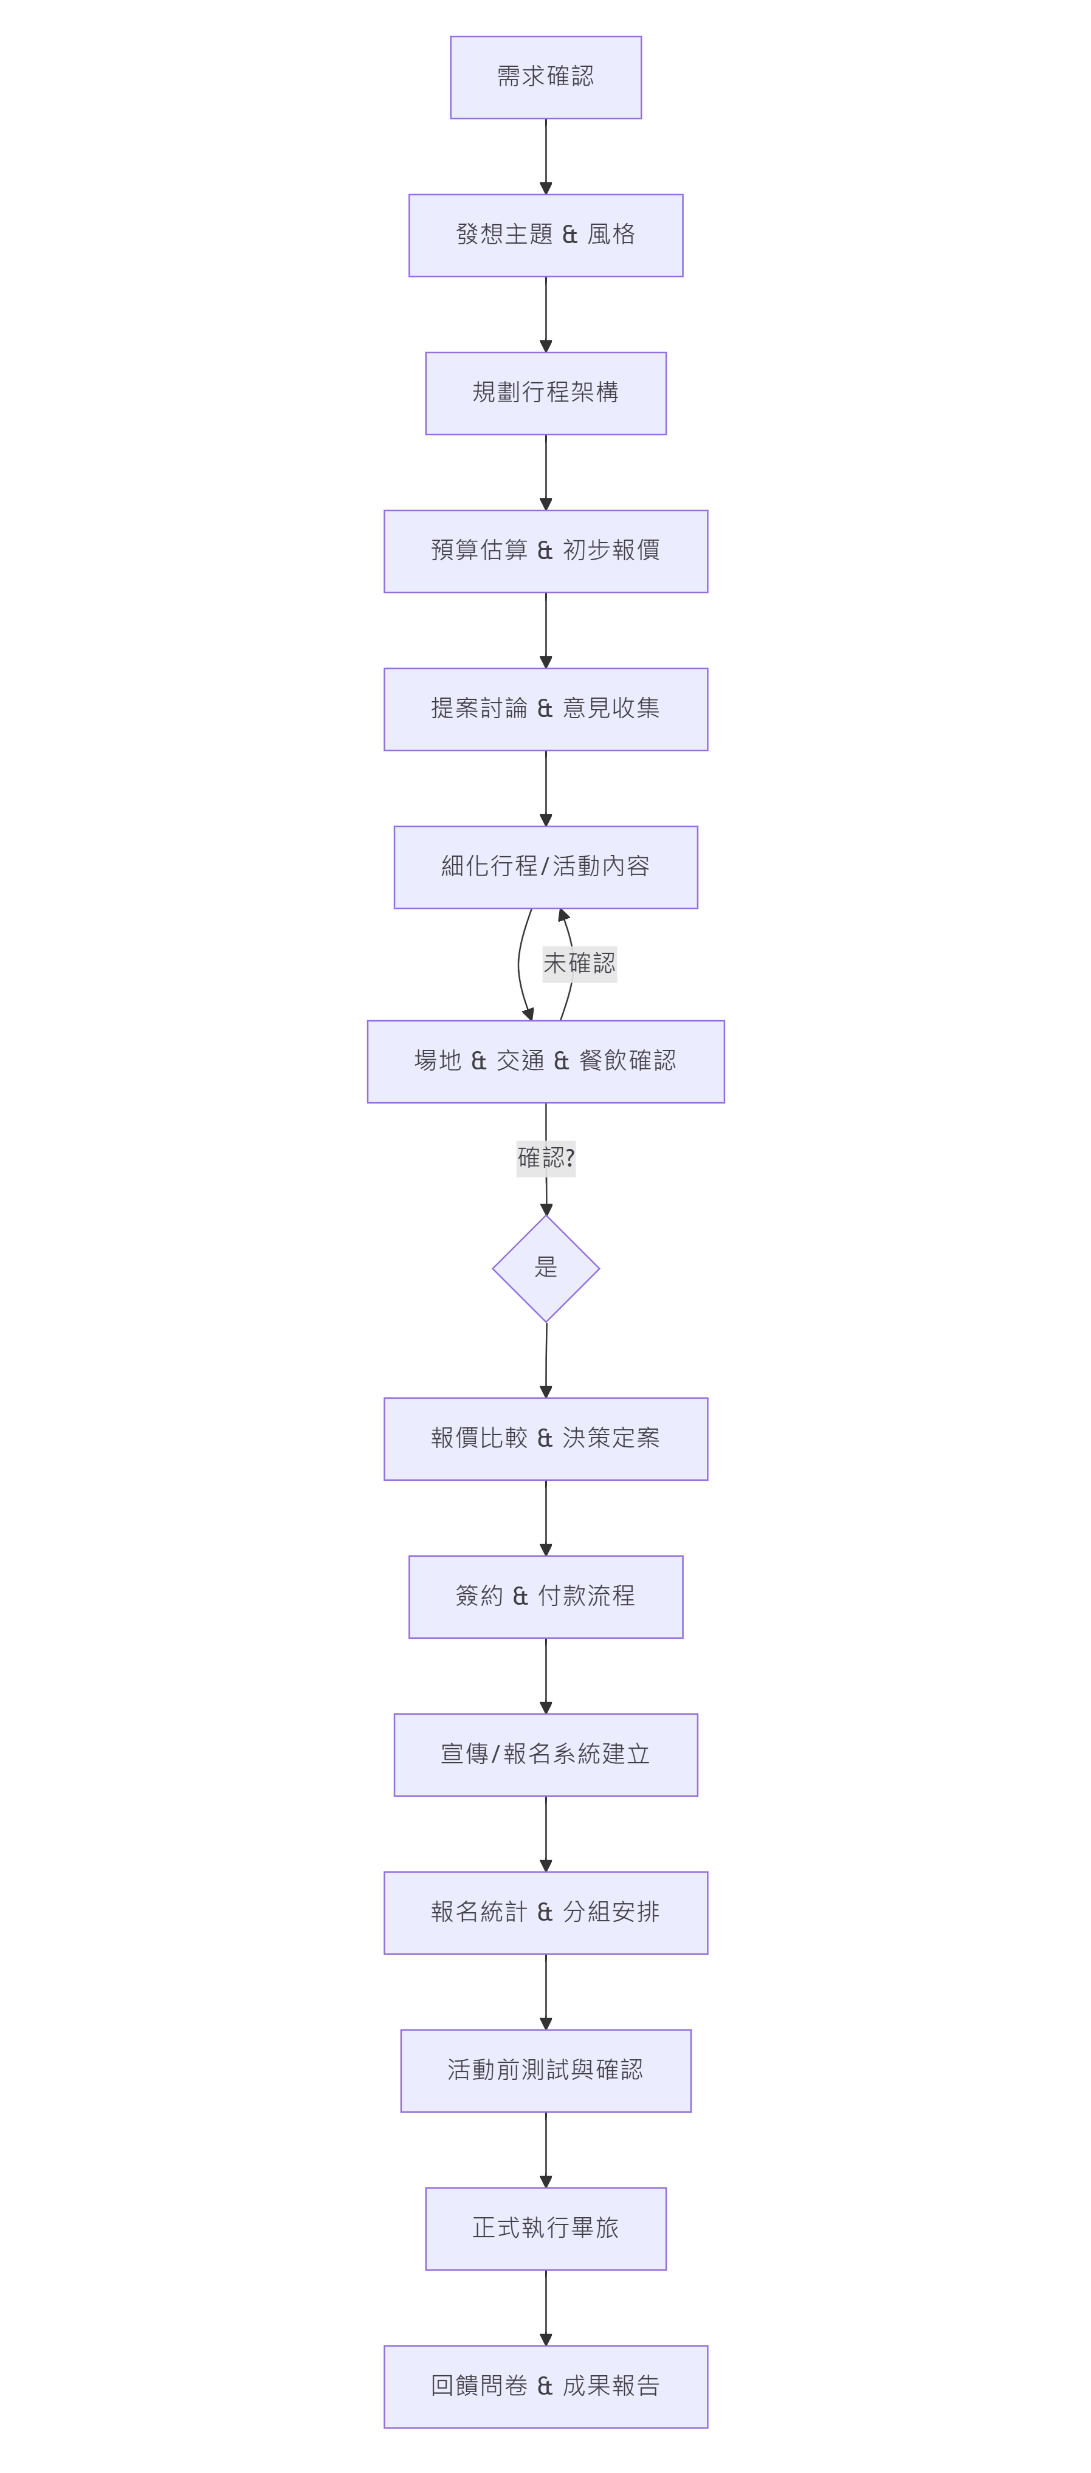 需求確認
發想主題 & 風格
規劃行程架構
預算估算 & 初步報價
提案討論 & 意見收集
細化行程/活動內容
未確認
場地 & 交通 & 餐飲確認
確認?
是
報價比較 & 決策定案
簽約 & 付款流程
宣傳/報名系統建立
報名統計 & 分組安排
活動前測試與確認
正式執行畢旅
回饋問卷 & 成果報告